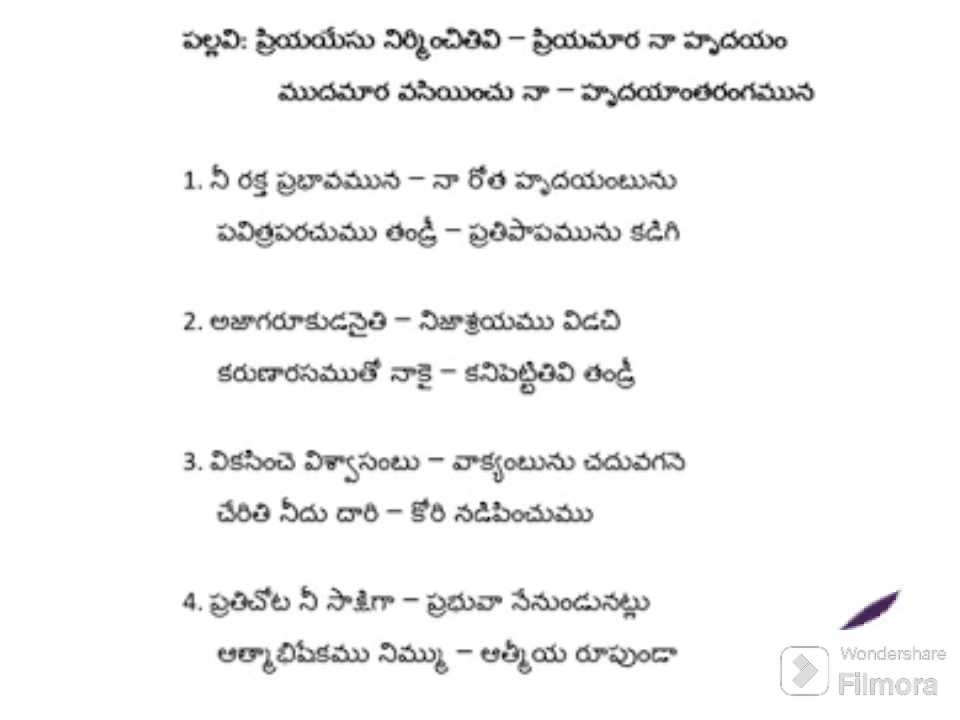 పల్లవి: ప్రియయేసు నిర్మించితివి – ప్రియమార నా హృదయం
ముదమార వసియించు నా – హృదయాంతరంగమున
1. నీ రక్త ప్రభావమున – నా రోత హృదయంబును
పవిత్రపరచుము తండ్రీ – ప్రతిపాపమును కడిగి
2. అజాగరూకుడనైతి – నిజాశ్రయము విడచి
కరుణారసముతో నాకై – కనిపెట్టితివి తండ్రీ
3. వికసించె విశ్వాసంబు – వాక్యంబును చదువగనె
చేరితి నీదు దారి – కోరి నడిపించుము
4. ప్రతిచోట నీ సాక్షిగా – ప్రభువా నేనుండునట్లు
ఆత్మాభిషేకము నిమ్ము – ఆత్మీయ రూపుండా
Wondershare
Filmora